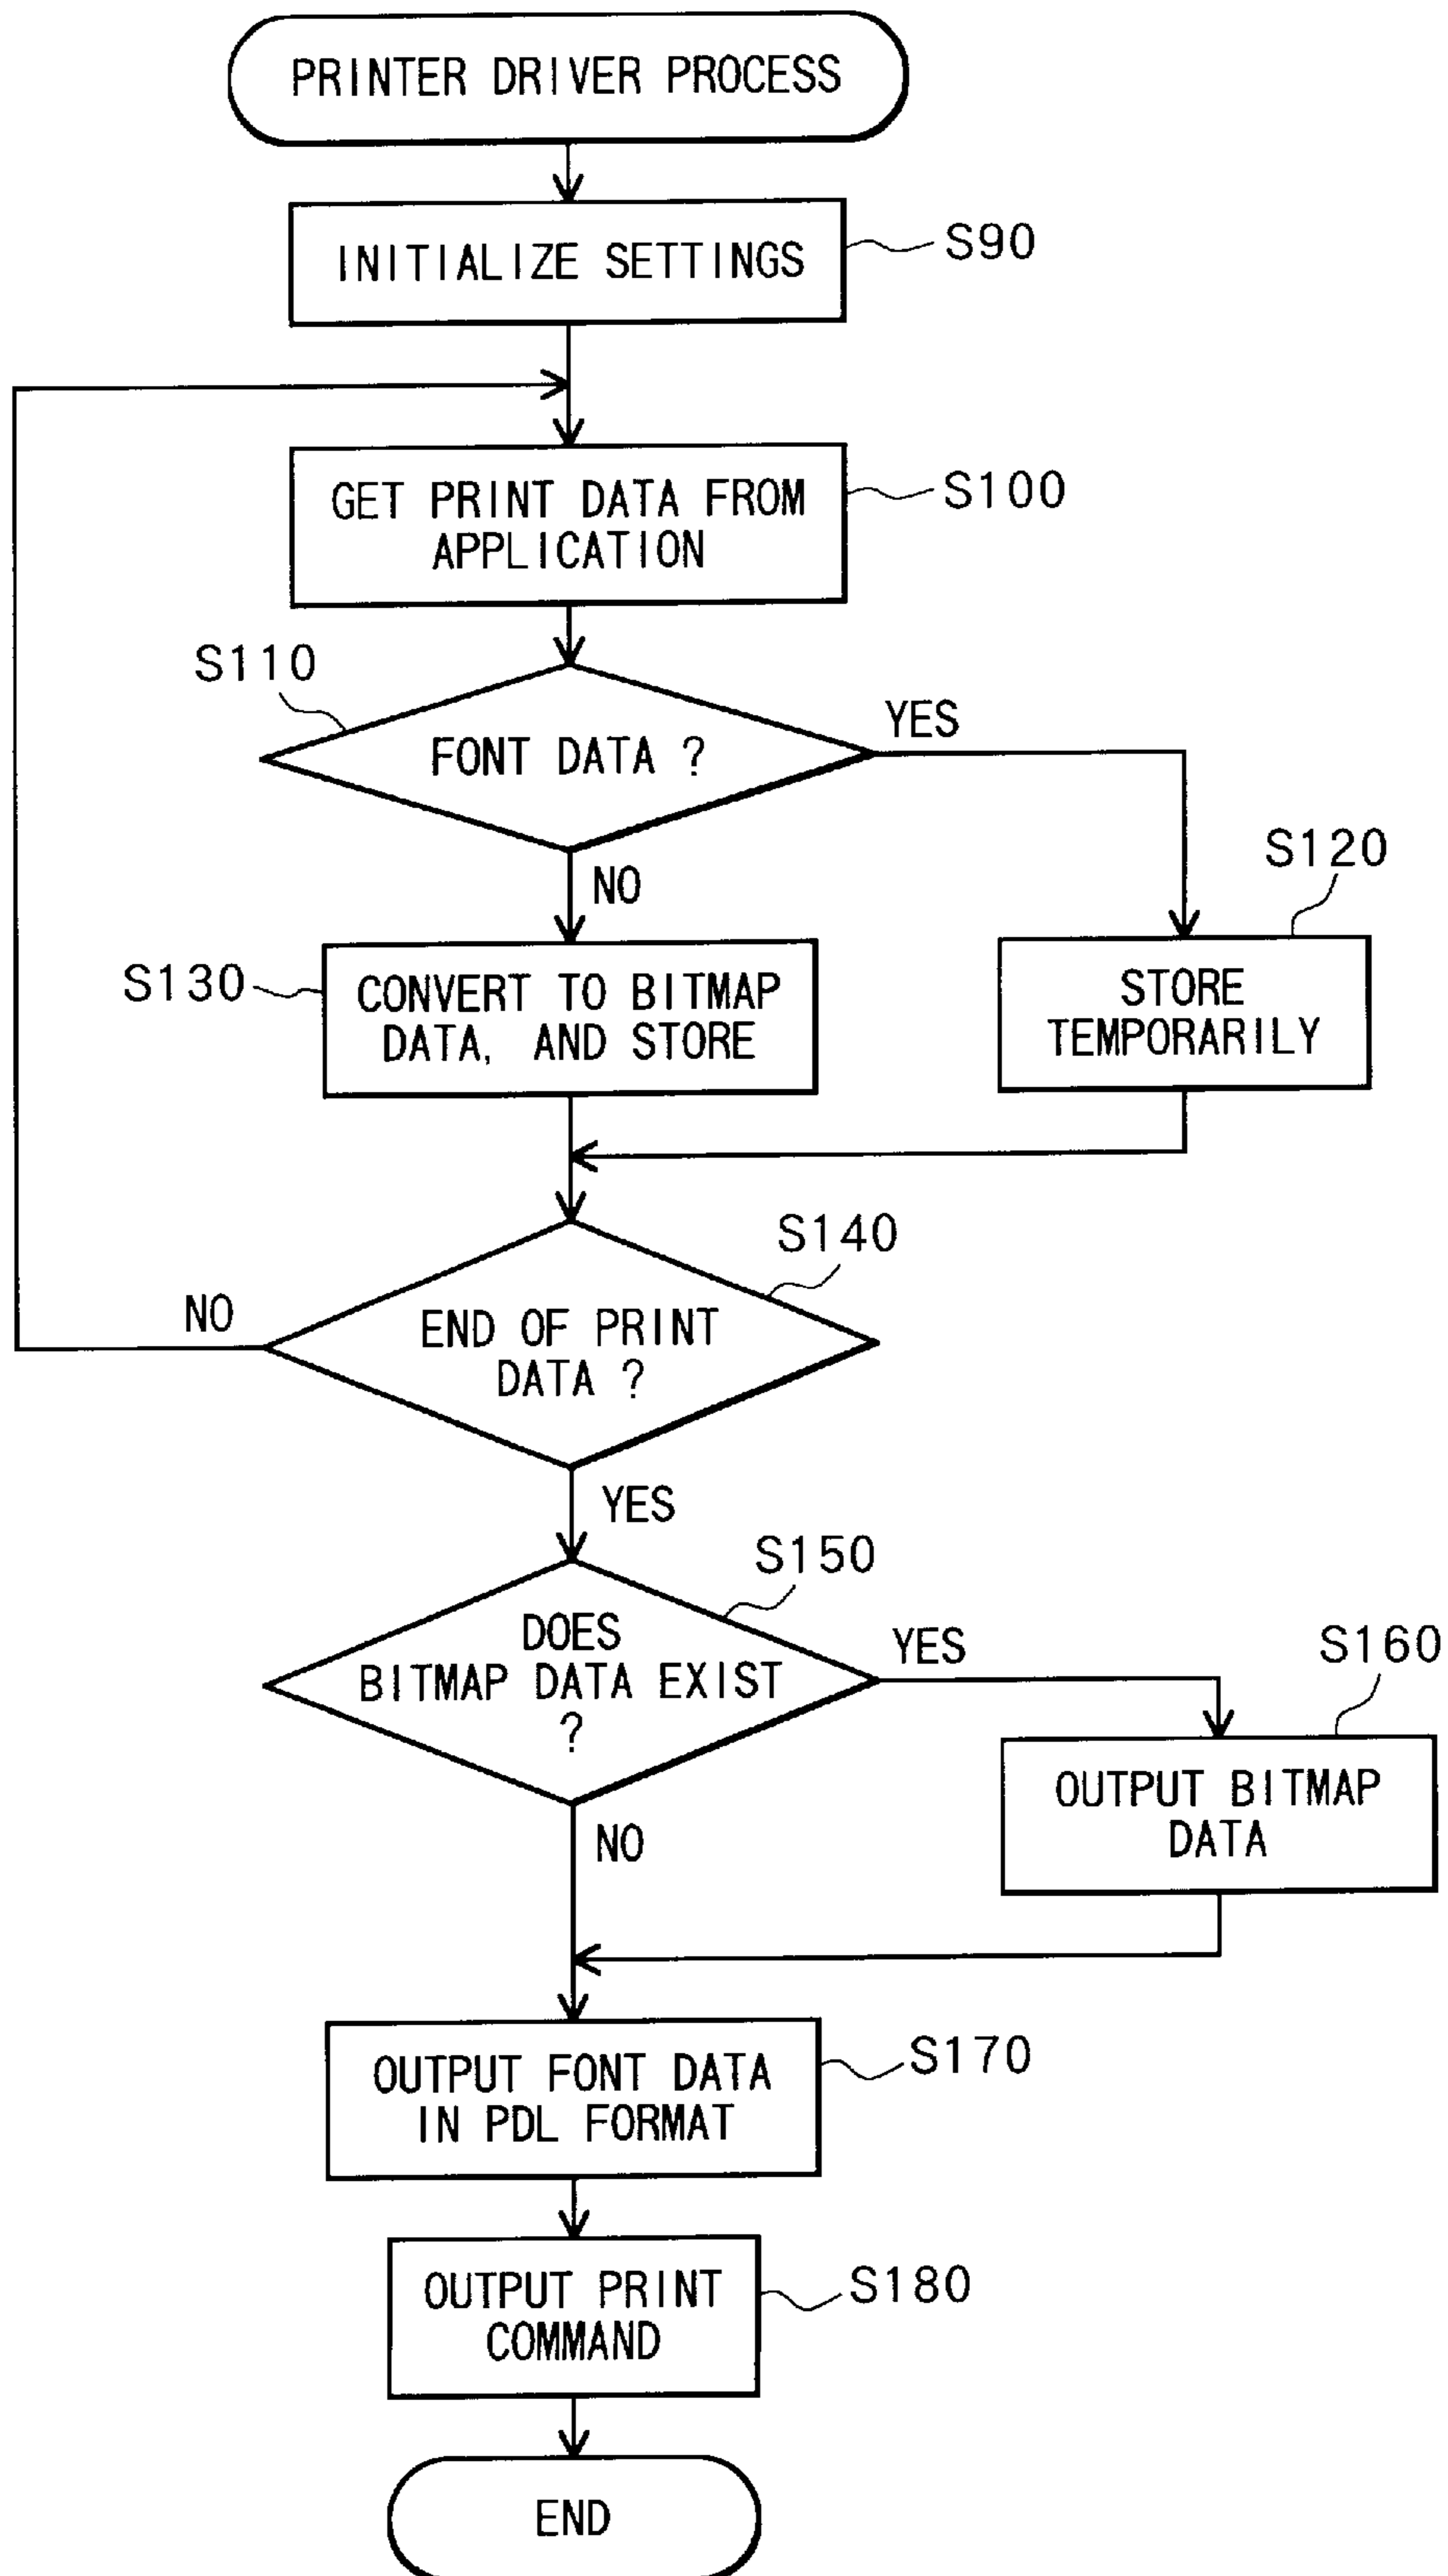 PRINTER DRIVER PROCESS
INITIALIZE SETTINGS
S90
GET PRINT DATA FROM
APPLICATION
S100
S110
FONT DATA ?
YES
NO
S120
STORE
TEMPORARILY
S130
CONVERT TO BITMAP
DATA, AND STORE
S140
END OF PRINT
DATA ?
NO
YES
S150
DOES
BITMAP DATA EXIST
?
YES
NO
S160
OUTPUT BITMAP
DATA
OUTPUT FONT DATA
IN PDL FORMAT
S170
OUTPUT PRINT
COMMAND
S180
END